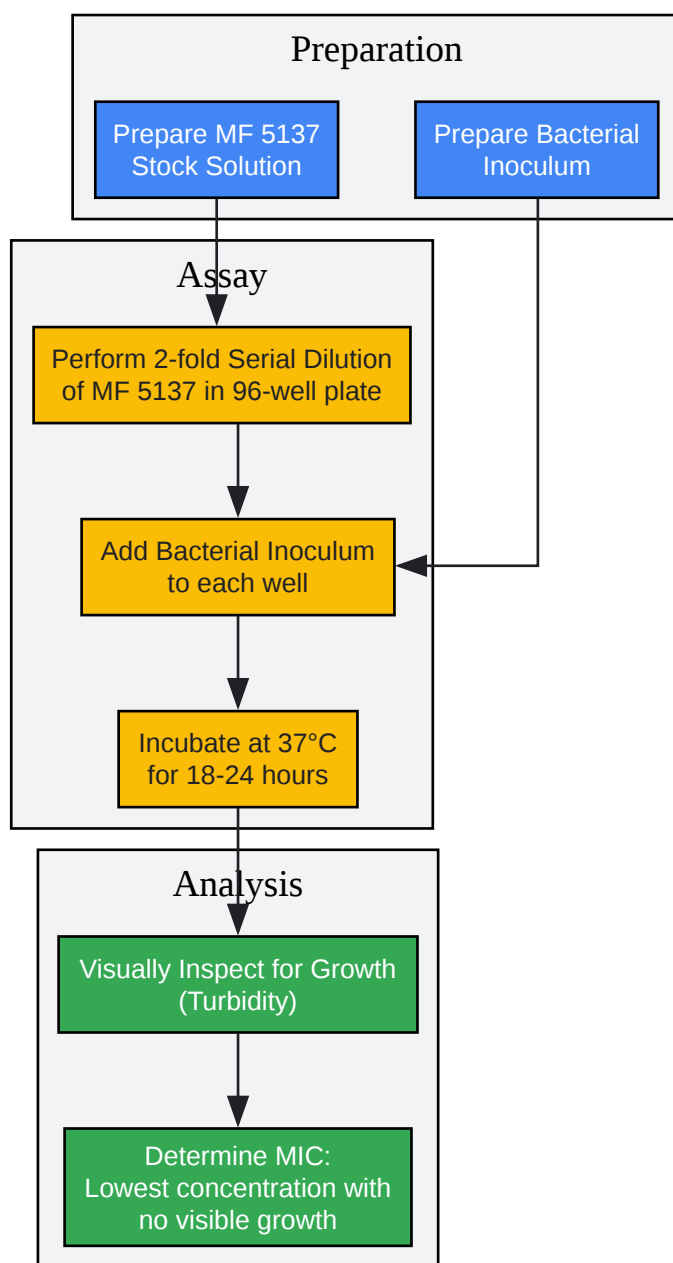 Preparation
Prepare MF 5137
Stock Solution
Prepare Bacterial
Inoculum
Assay
Perform 2-fold Serial Dilution
of MF 5137 in 96-well plate
Add Bacterial Inoculum
to each well
Incubate at 37°C
for 18-24 hours
Analysis
Visually Inspect for Growth
(Turbidity)
Determine MIC:
Lowest concentration with
no visible growth